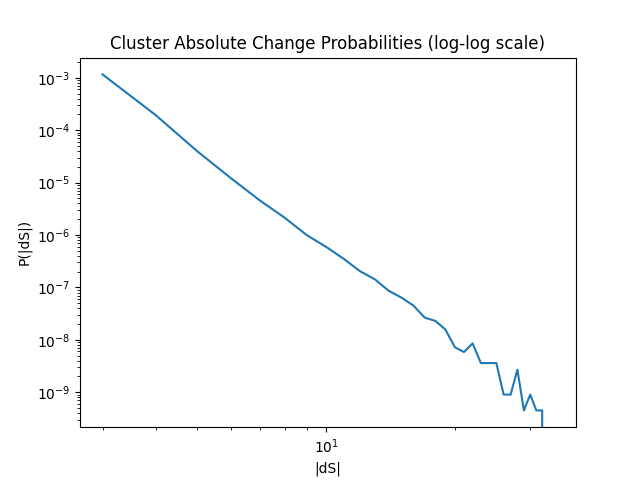 Cluster Absolute Change Probabilities (log-log scale)
10⁻³
10⁻⁴
10⁻⁵
10⁻⁶
10⁻⁷
10⁻⁸
10⁻⁹
P(|dS|)
10¹
|dS|